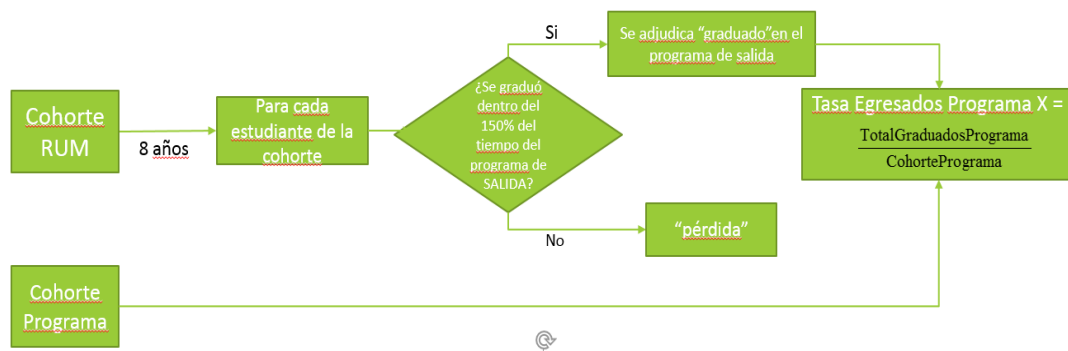 Cohorte
RUM
8 años
Para cada
estudiante de la
cohorte
¿Se graduó
dentro del
150% del
tiempo del
programa de
SALIDA?
Si
Se adjudica “graduado”en el
programa de salida
No
“pérdida”
Tasa Egresados Programa X =
TotalGraduadosPrograma
CohortePrograma
Cohorte
Programa